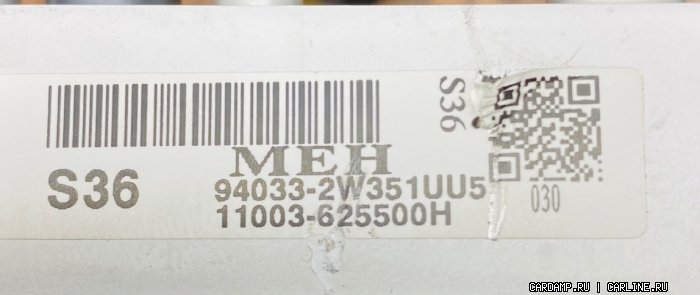 S36
MEH
S36
94033-2W351UU5
11003-625500H
030
CARDAMP.RU | CARLINE.RU